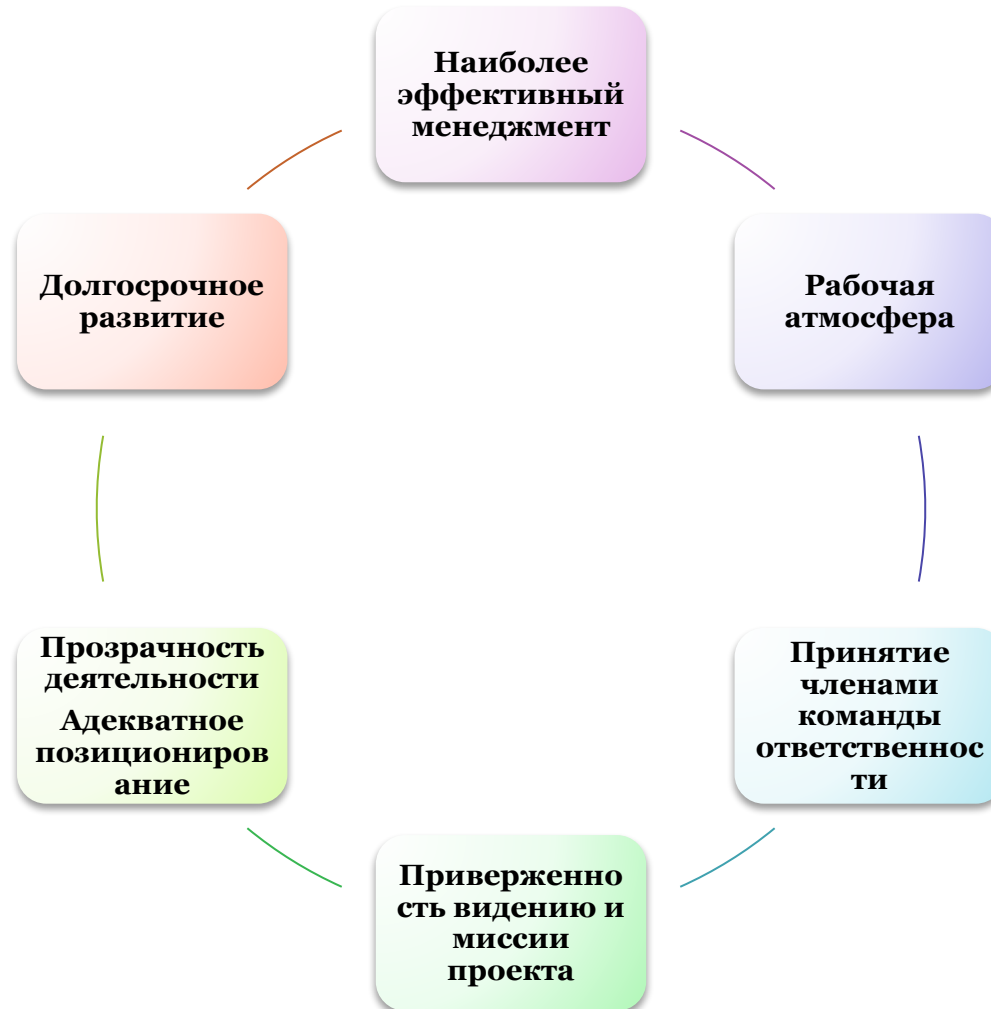 Наиболее
эффективный
менеджмент
Рабочая
атмосфера
Принятие
членами
команды
ответственнос
ти
Приверженно
сть видению и
миссии
проекта
Прозрачность
деятельности
Адекватное
позициониров
ание
Долгосрочное
развитие